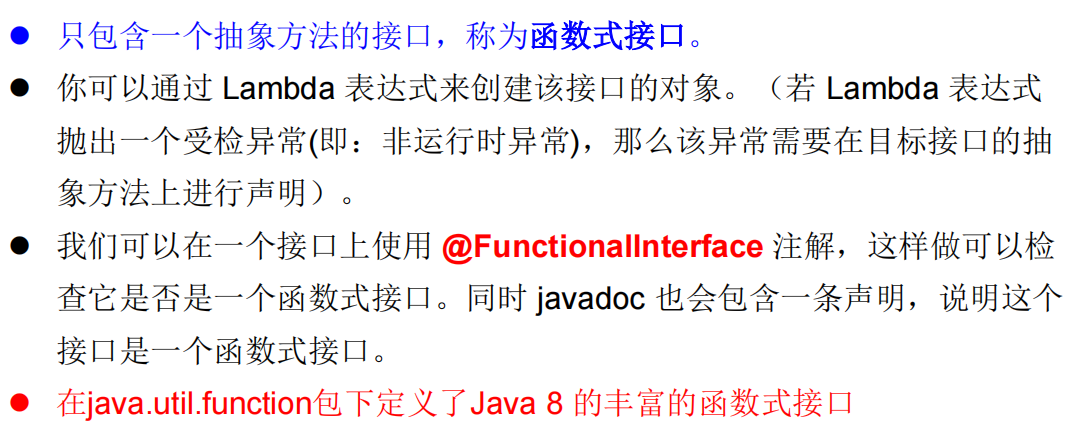 ● 只包含一个抽象方法的接口，称为函数式接口。
● 你可以通过 Lambda 表达式来创建该接口的对象。（若 Lambda 表达式
抛出一个受检异常(即：非运行时异常)，那么该异常需要在目标接口的抽
象方法上进行声明）。
● 我们可以在一个接口上使用 @FunctionalInterface 注解，这样做可以检
查它是否是一个函数式接口。同时 javadoc 也会包含一条声明，说明这个
接口是一个函数式接口。
● 在java.util.function包下定义了Java 8 的丰富的函数式接口